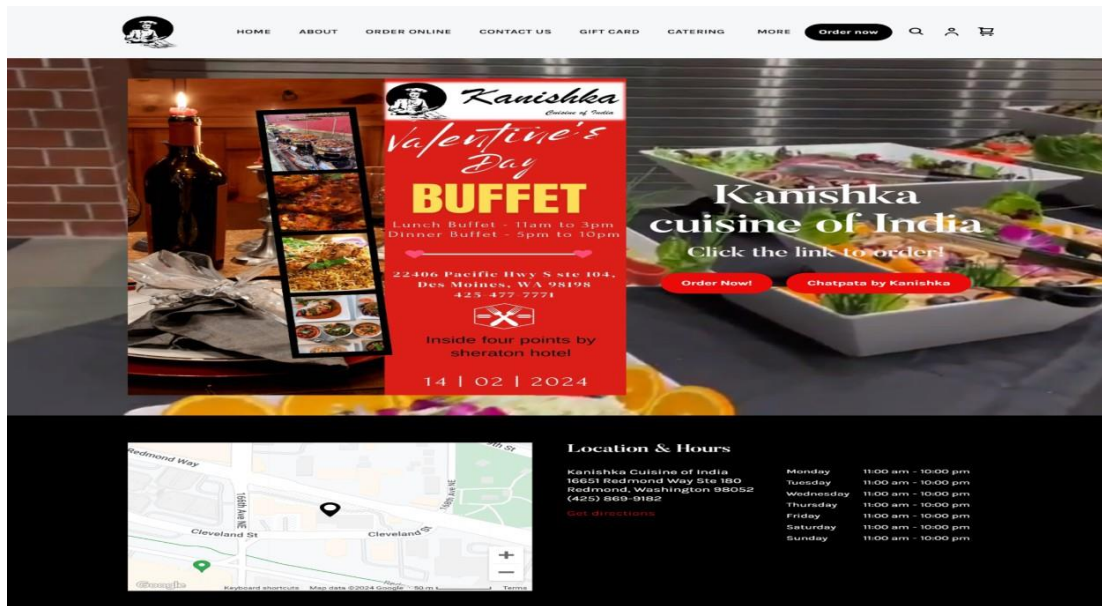 HOME ABOUT ORDER ONLINE CONTACT US GIFT CARD CATERING MORE Order now
Kanishka
Cuisine of India
Valentine's
Day
BUFFET
Lunch Buffet - 11am to 3pm
Dinner Buffet - 5pm to 10pm
22406 Pacific Hwy S ste 104,
Des Moines, WA 98198
425-477-7771
Inside four points by
sheraton hotel
14 | 02 | 2024
Kanishka
cuisine of India
Click the link to order!
Order Now! Chatpata by Kanishka
Redmond Way
166th Ave NE
Cleveland St
Cleveland St
168th Ave NE
+
−
Google
Keyboard shortcuts Map data ©2024 Google 50 m Terms
Location & Hours
Kanishka Cuisine of India
16651 Redmond Way Ste 180
Redmond, Washington 98052
(425) 869-9182
Get directions
Monday 11:00 am - 10:00 pm
Tuesday 11:00 am - 10:00 pm
Wednesday 11:00 am - 10:00 pm
Thursday 11:00 am - 10:00 pm
Friday 11:00 am - 10:00 pm
Saturday 11:00 am - 10:00 pm
Sunday 11:00 am - 10:00 pm